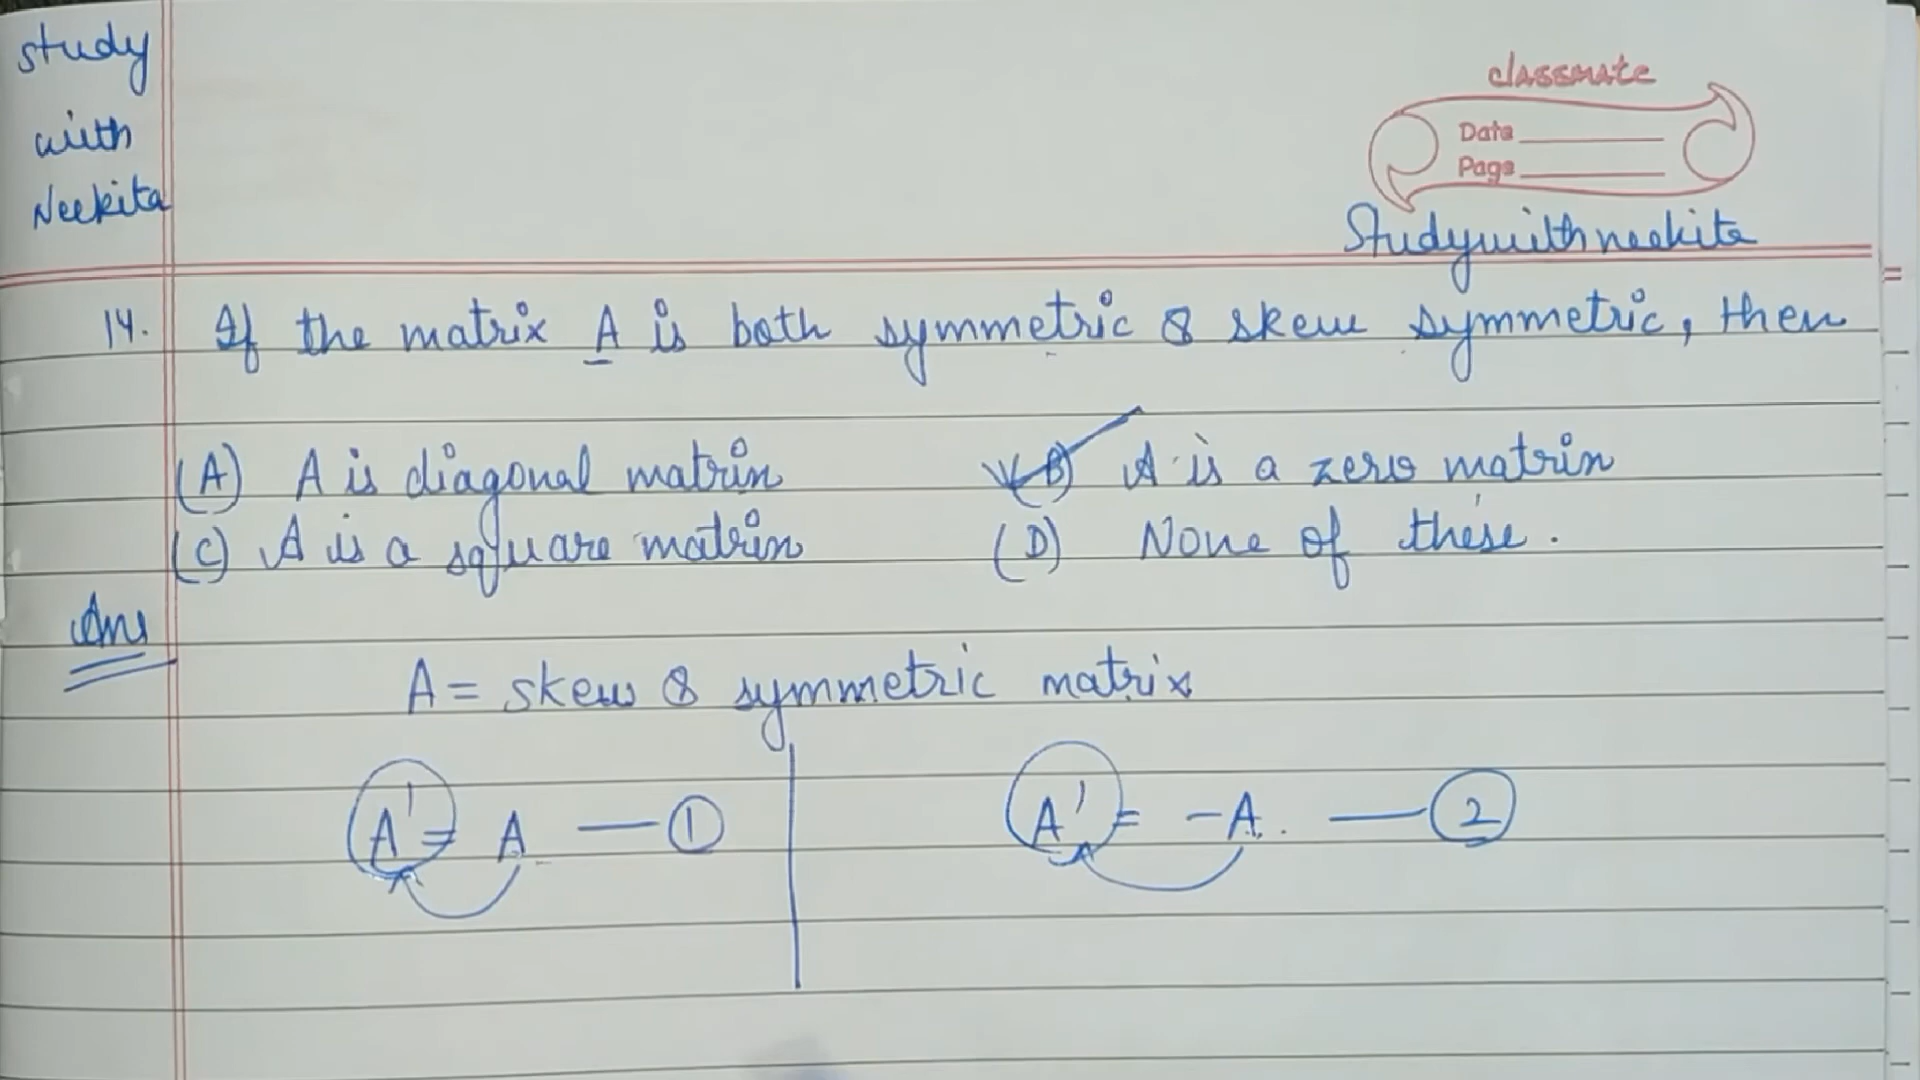 study
with
Neekita
classmate
Date
Page
Studywithneekita
14. If the matrix A is both symmetric & skew symmetric, then
(A) A is diagonal matrix (B) A is a zero matrix
(C) A is a square matrix (D) None of these.
Ans
A = skew & symmetric matrix
A' = A — ① A' = -A. — ②